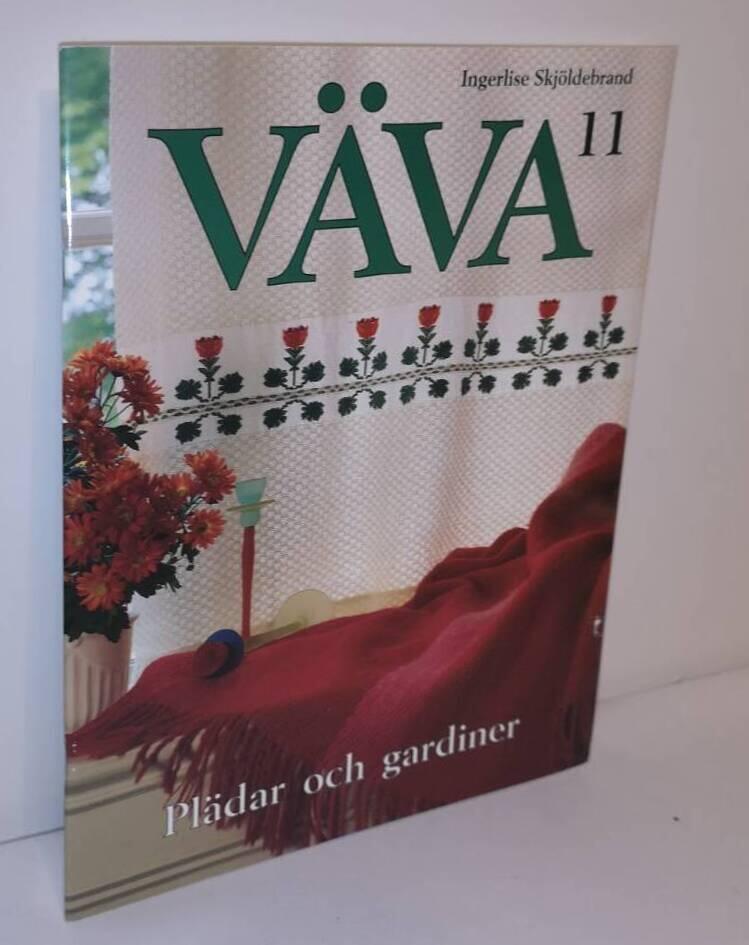 Ingerlise Skjöldebrand
VÄVA 11
Plädar och gardiner